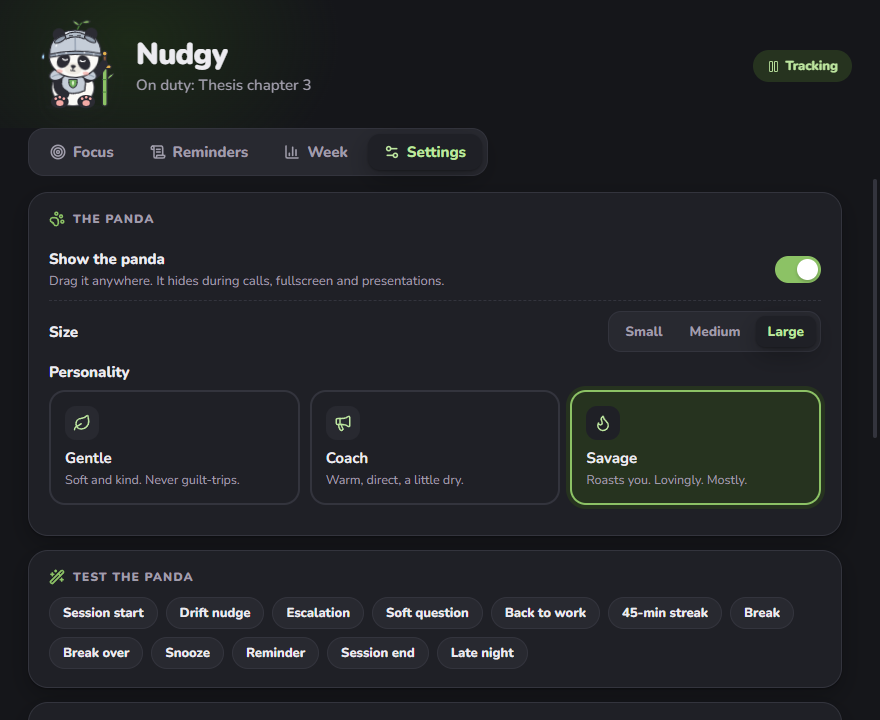 Nudgy
On duty: Thesis chapter 3
Tracking
Focus Reminders Week Settings
THE PANDA
Show the panda
Drag it anywhere. It hides during calls, fullscreen and presentations.
Size Small Medium Large
Personality
Gentle
Soft and kind. Never guilt-trips.
Coach
Warm, direct, a little dry.
Savage
Roasts you. Lovingly. Mostly.
TEST THE PANDA
Session start Drift nudge Escalation Soft question Back to work 45-min streak Break
Break over Snooze Reminder Session end Late night